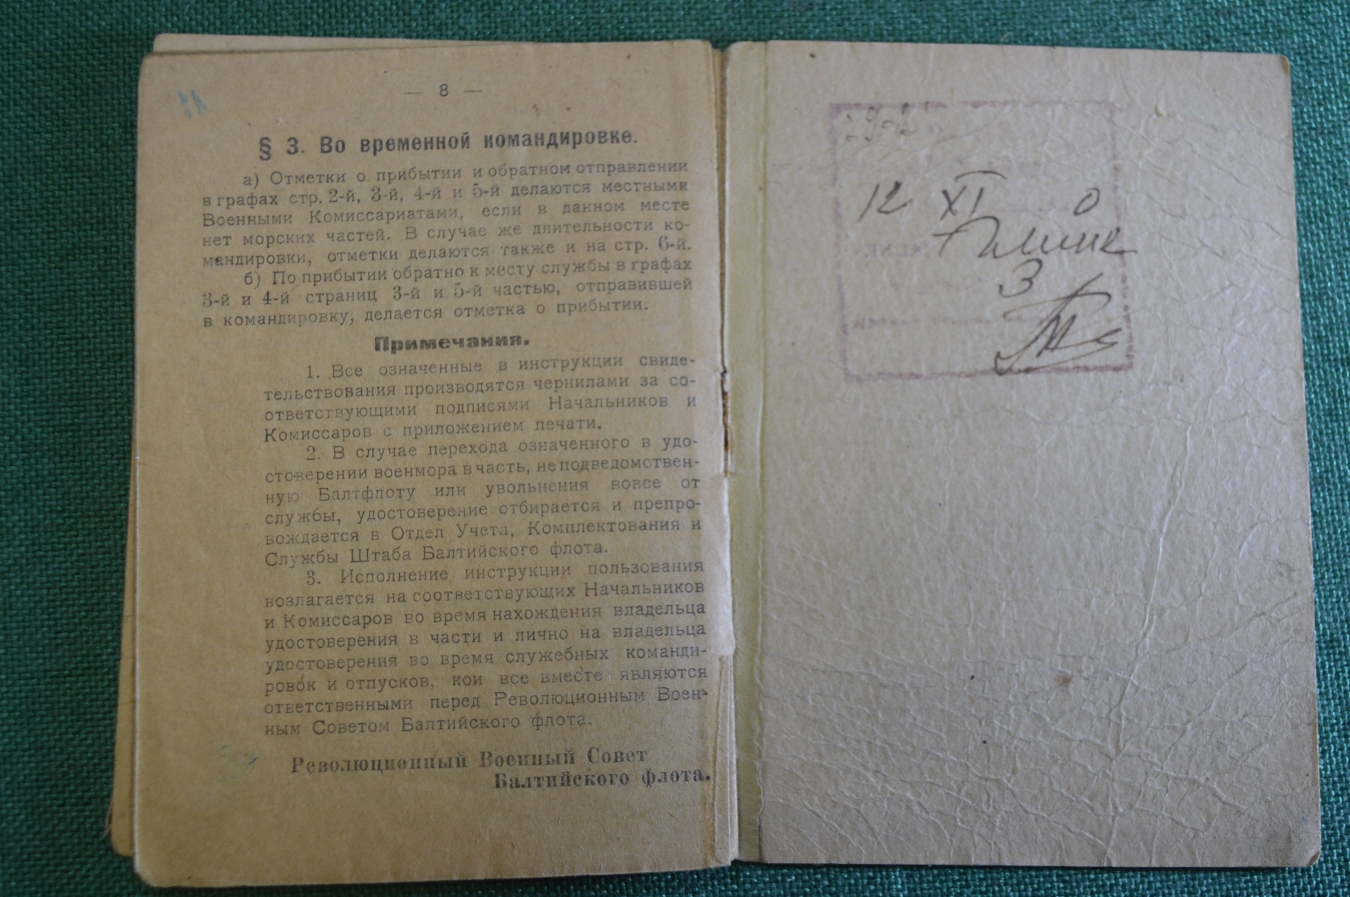 — 8 —
§ 3. Во временной командировке.
а) Отметки о прибытии и обратном отправлении
в графах стр. 2-й, 3-й, 4-й и 5-й делаются местными
Военными Комиссариатами, если в данном месте
нет морских частей. В случае же длительности ко-
мандировки, отметки делаются также и на стр. 6-й.
б) По прибытии обратно к месту службы в графах
3-й и 4-й страниц 3-й и 5-й частью, отправившей
в командировку, делается отметка о прибытии.
Примечания.
1. Все означенные в инструкции свиде-
тельствования производятся чернилами за со-
ответствующими подписями Начальников и
Комиссаров с приложением печати.
2. В случае перехода означенного в удо-
стоверении военмора в часть, не подведомствен-
ную Балтфлоту или увольнения вовсе от
службы, удостоверение отбирается и препро-
вождается в Отдел Учета, Комплектования и
Службы Штаба Балтийского флота.
3. Исполнение инструкции пользования
возлагается на соответствующих Начальников
и Комиссаров во время нахождения владельца
удостоверения в части и лично на владельца
удостоверения во время служебных команди-
ровок и отпусков, кои все вместе являются
ответственными перед Революционным Воен-
ным Советом Балтийского флота.
Революционный Военный Совет
Балтийского флота.
12 XI
3